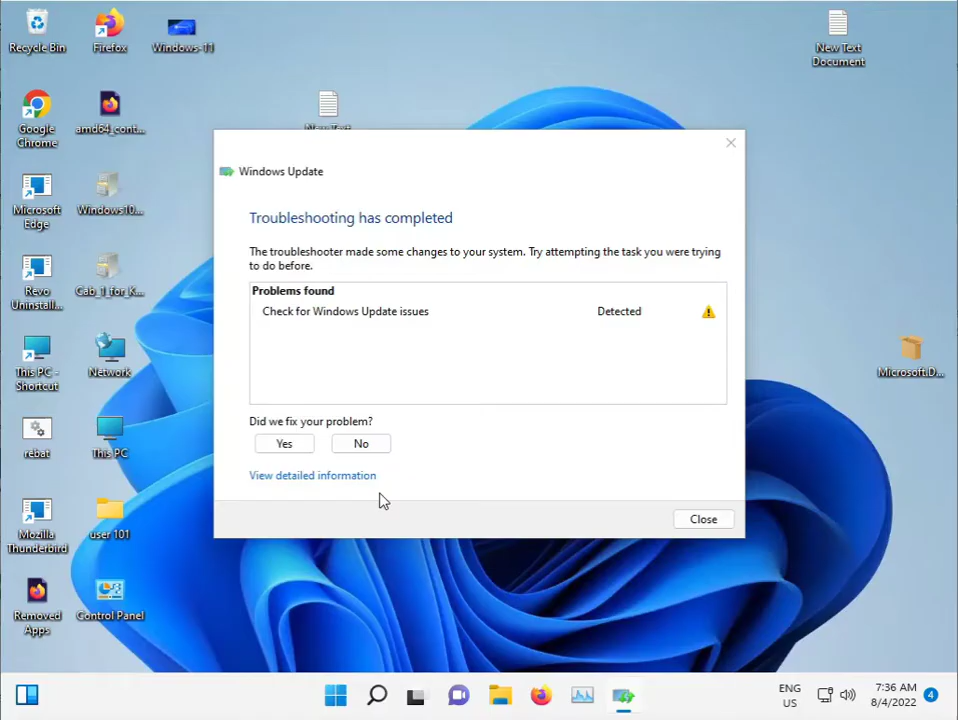 Recycle Bin
Firefox
Windows-11
New Text
Document
Google
Chrome
amd64_cont...
New Text
Microsoft
Edge
Windows10...
Revo
Uninstall...
Cab_1_for_K...
This PC -
Shortcut
Network
rebat
This PC
Mozilla
Thunderbird
user 101
Removed
Apps
Control Panel
MicrosoftD...
Windows Update
Troubleshooting has completed
The troubleshooter made some changes to your system. Try attempting the task you were trying
to do before.
Problems found
Check for Windows Update issues
Detected
Did we fix your problem?
Yes
No
View detailed information
Close
ENG
US
7:36 AM
8/4/2022
4